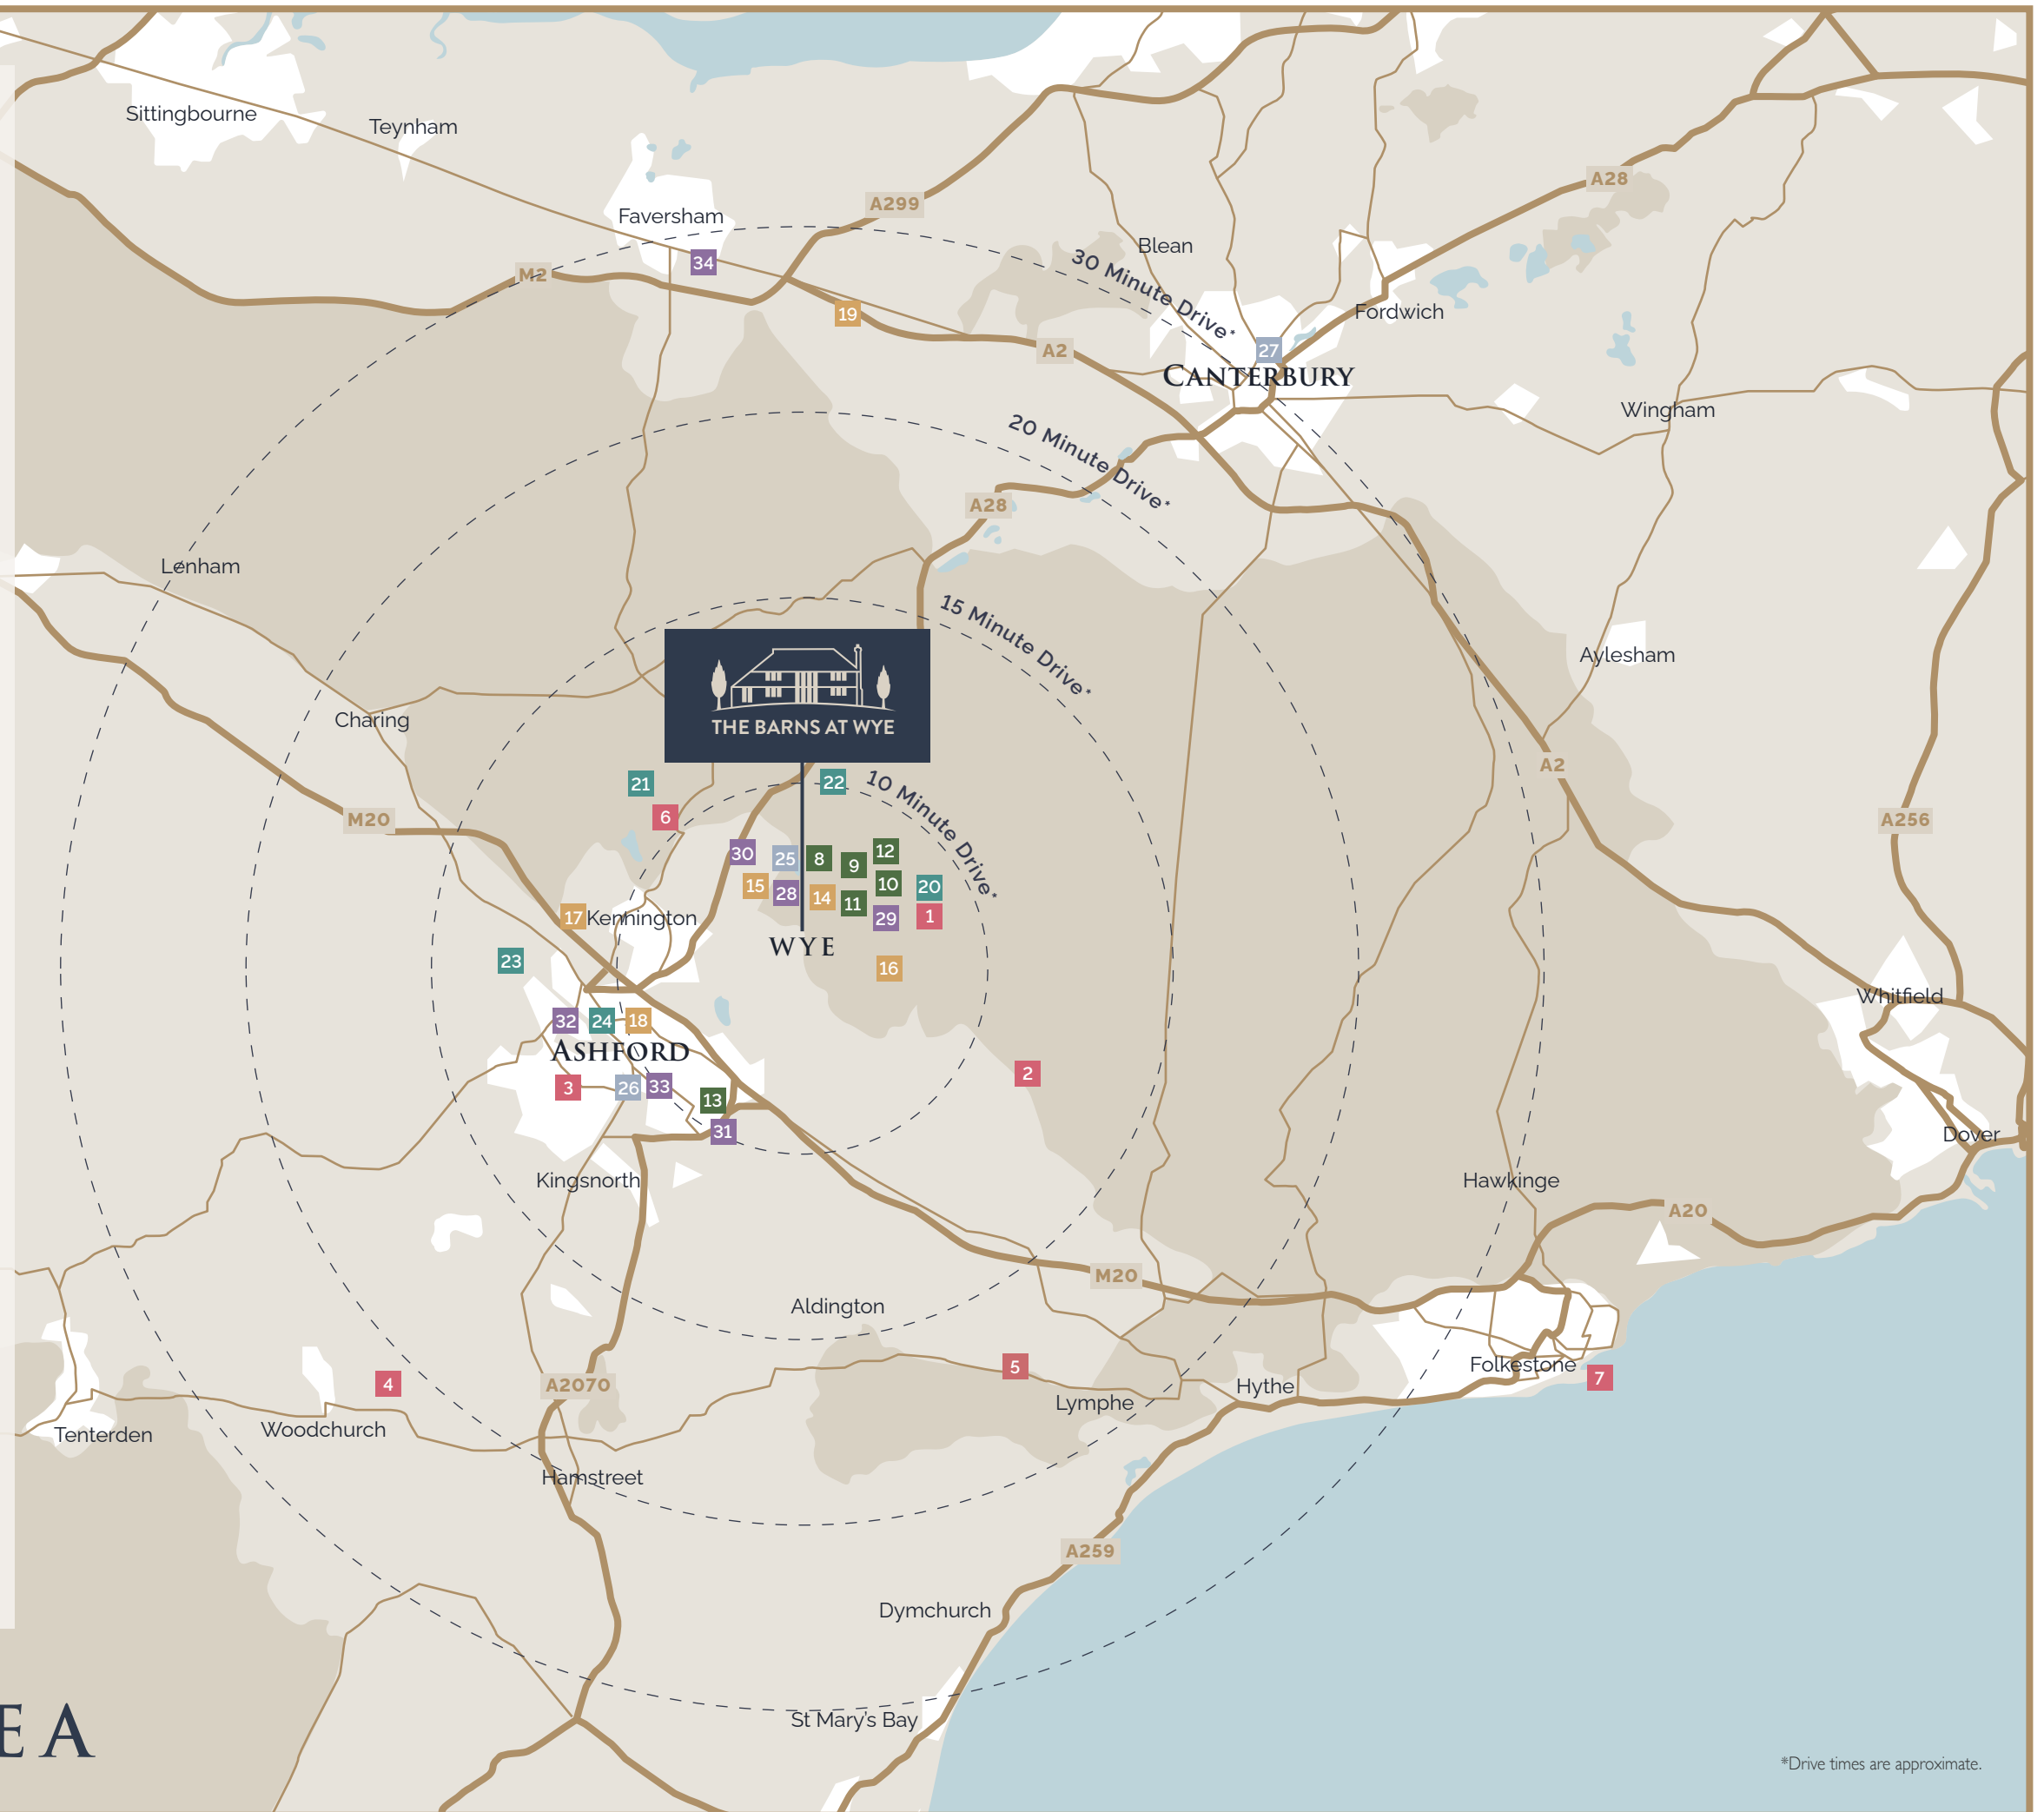 Sittingbourne
Teynham
A28
A299
Faversham
Blean
34
M2
30 Minute Drive*
19
Fordwich
A2
27
CANTERBURY
Wingham
20 Minute Drive*
A28
Lenham
15 Minute Drive*
Aylesham
THE BARNS AT WYE
Charing
A2
21
22
10 Minute Drive*
6
M20
A256
30
25
8
9
12
15
28
14
11
10
20
29
1
17
Kennington
WYE
23
16
Whitfield
32
24
18
ASHFORD
2
3
26
33
13
31
Dover
Kingsnorth
Hawkinge
A20
M20
Aldington
5
Folkestone
7
4
A2070
Hythe
Lymphe
Tenterden
Woodchurch
Hamstreet
A259
Dymchurch
St Mary's Bay
EA
*Drive times are approximate.